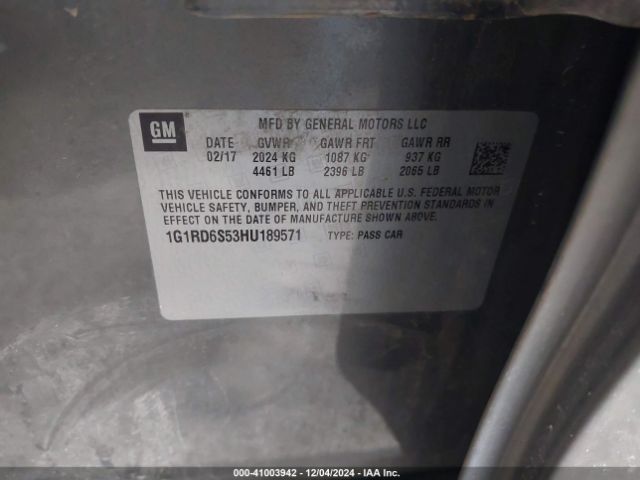 GM
MFD BY GENERAL MOTORS LLC
DATE GVWR GAWR FRT GAWR RR
02/17 2024 KG 1087 KG 937 KG
4461 LB 2396 LB 2065 LB
THIS VEHICLE CONFORMS TO ALL APPLICABLE U.S. FEDERAL MOTOR
VEHICLE SAFETY, BUMPER, AND THEFT PREVENTION STANDARDS IN
EFFECT ON THE DATE OF MANUFACTURE SHOWN ABOVE.
1G1RD6S53HU189571 TYPE: PASS CAR
000-41003942 - 12/04/2024 - IAA Inc.